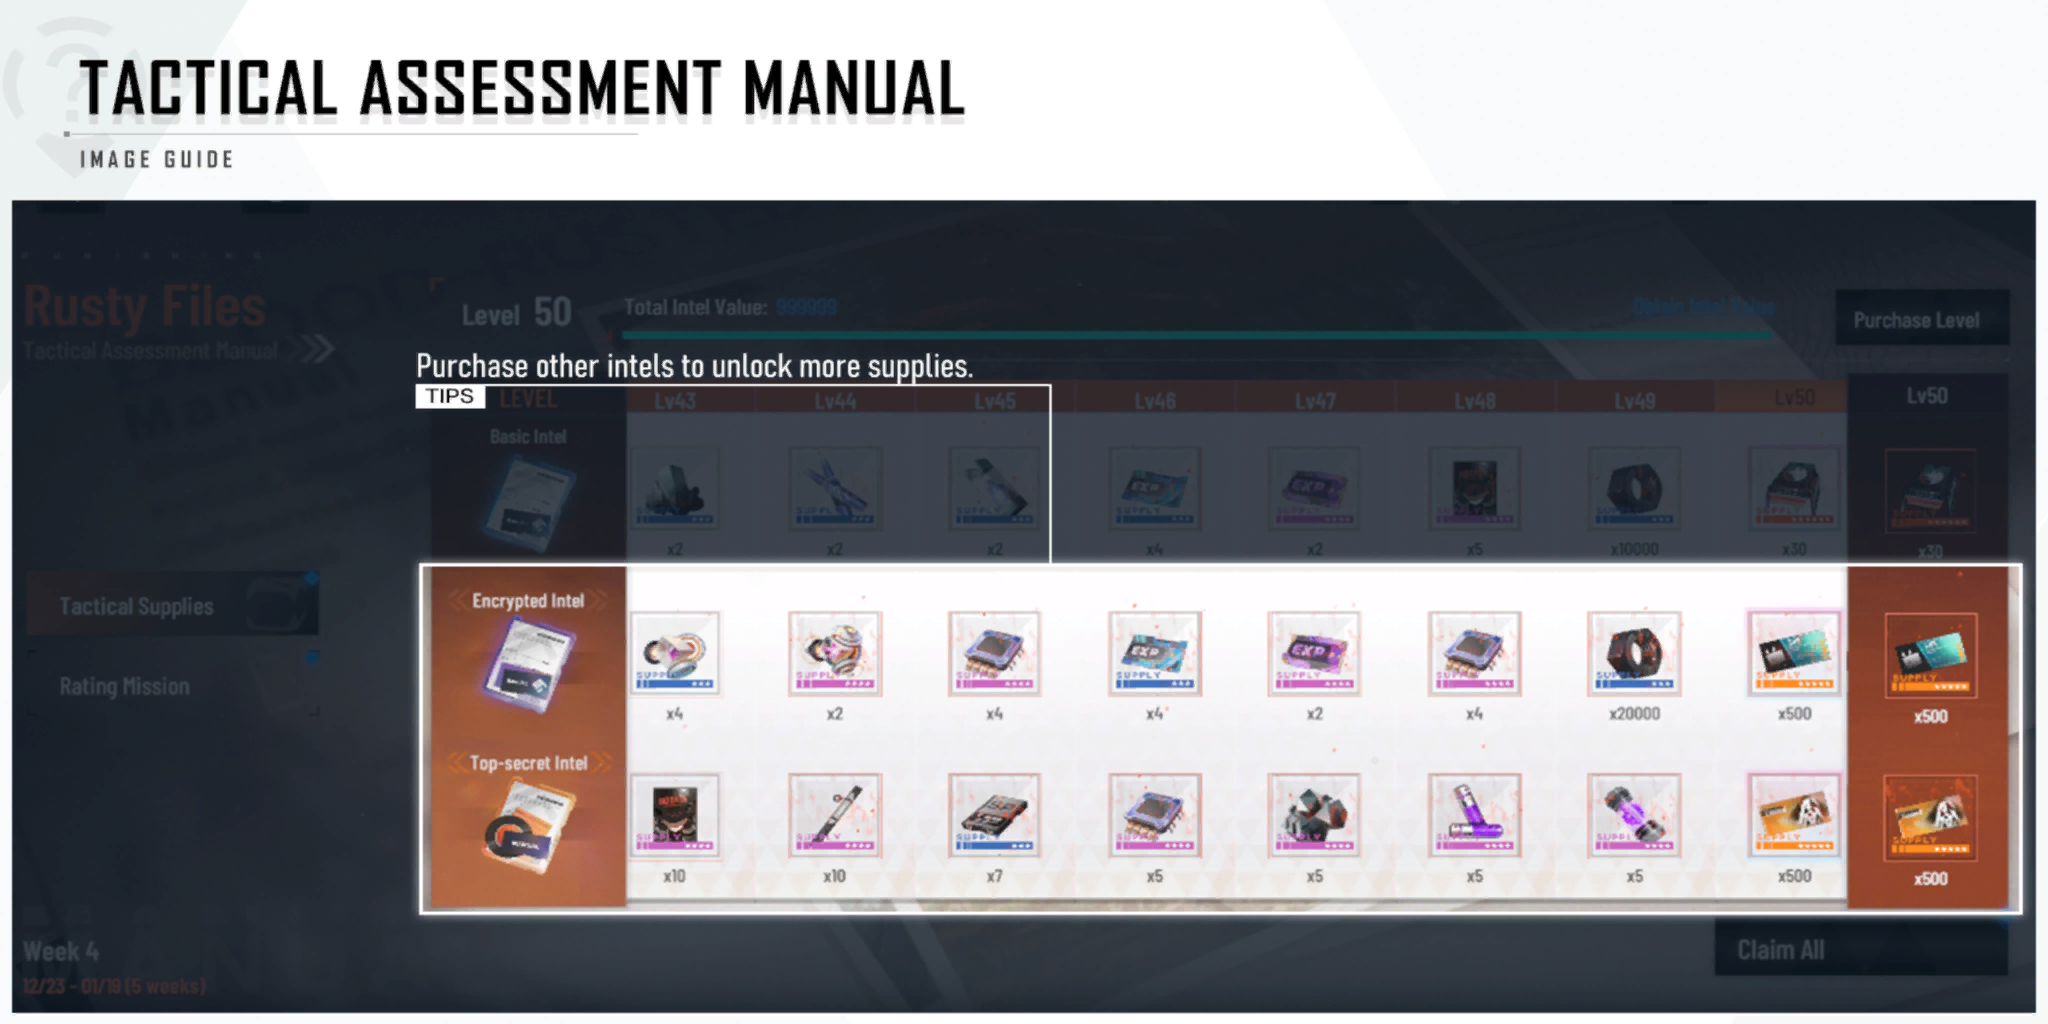 TACTICAL ASSESSMENT MANUAL
IMAGE GUIDE
Rusty Files
Tactical Assessment Manual
Level 50
Total Intel Value: 999999
Obtain Intel Value
Purchase Level
Purchase other intels to unlock more supplies.
TIPS
LEVEL
Lv43
Lv44
Lv45
Lv46
Lv47
Lv48
Lv49
Lv50
Lv50
Basic Intel
x2
x2
x2
x4
x2
x5
x10000
x30
x30
Tactical Supplies
Encrypted Intel
x4
x2
x4
x4
x2
x4
x20000
x500
x500
Rating Mission
Top-secret Intel
x10
x10
x7
x5
x5
x5
x5
x500
x500
Week 4
12/23 - 01/19 (5 weeks)
Claim All